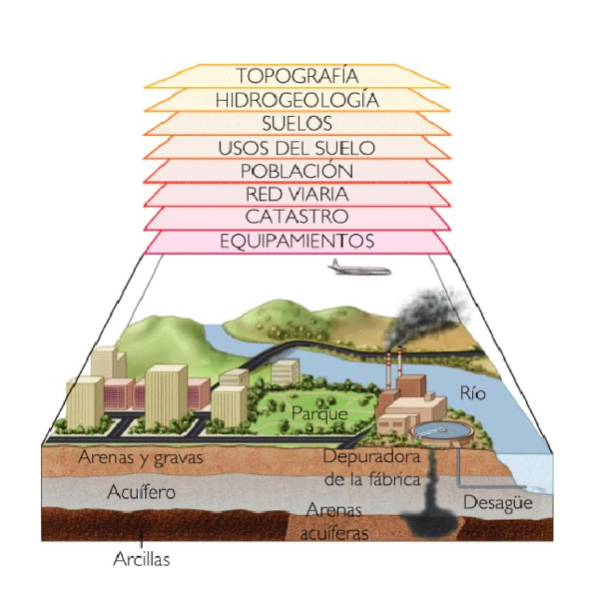 TOPOGRAFÍA
HIDROGEOLOGÍA
SUELOS
USOS DEL SUELO
POBLACIÓN
RED VIARIA
CATASTRO
EQUIPAMIENTOS
Río
Parque
Arenas y gravas
Depuradora
de la fábrica
Acuífero
Desagüe
Arenas
acuíferas
Arcillas